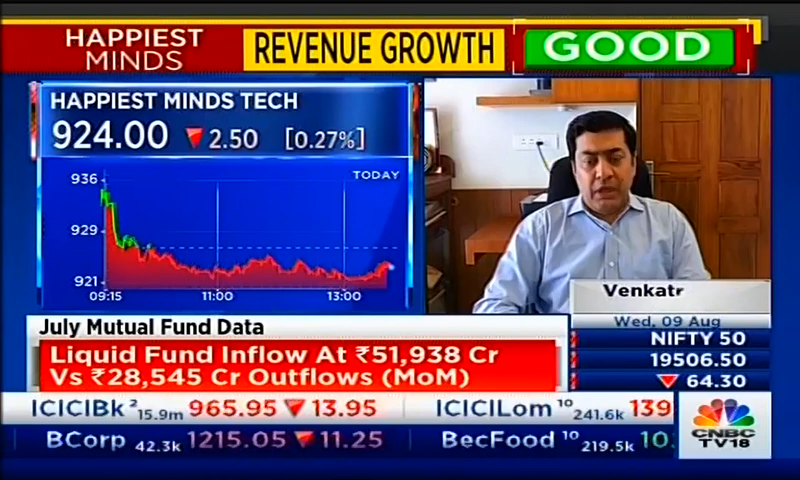 HAPPIEST
MINDS
REVENUE GROWTH
GOOD
HAPPIEST MINDS TECH
924.00 ▼ 2.50 [0.27%]
TODAY
936
929
921
09:15 11:00 13:00
Venkatr
Wed, 09 Aug
NIFTY 50
19506.50
▼ 64.30
July Mutual Fund Data
Liquid Fund Inflow At ₹51,938 Cr
Vs ₹28,545 Cr Outflows (MoM)
ICICIBk 2 15.9m 965.95 ▼ 13.95 ICICILom 10 241.6k 139
BCorp 42.3k 1215.05 ▼ 11.25 BecFood 10 219.5k 10
CNBC
TV18